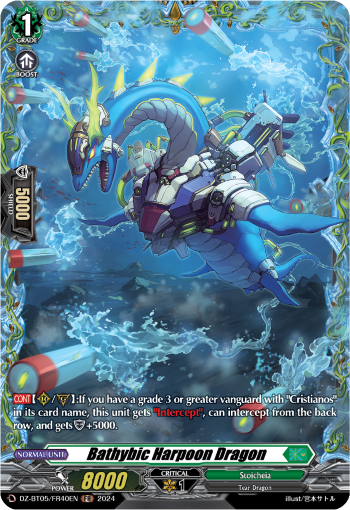 1
GRADE
BOOST
5000
SHIELD
CONT【/】:If you have a grade 3 or greater vanguard with "Cristianos"
in its card name, this unit gets "Intercept!", can intercept from the back
row, and gets +5000.
NORMAL UNIT
Bathybic Harpoon Dragon
POWER
8000
CRITICAL
1
Stoicheia
Tear Dragon
DZ-BT05/FR40EN FR 2024
illust/宮本サトル